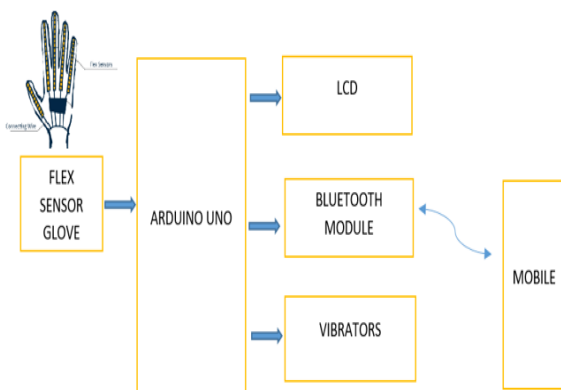 Flex Sensors
Connecting Wire
FLEX
SENSOR
GLOVE
ARDUINO UNO
LCD
BLUETOOTH
MODULE
VIBRATORS
MOBILE